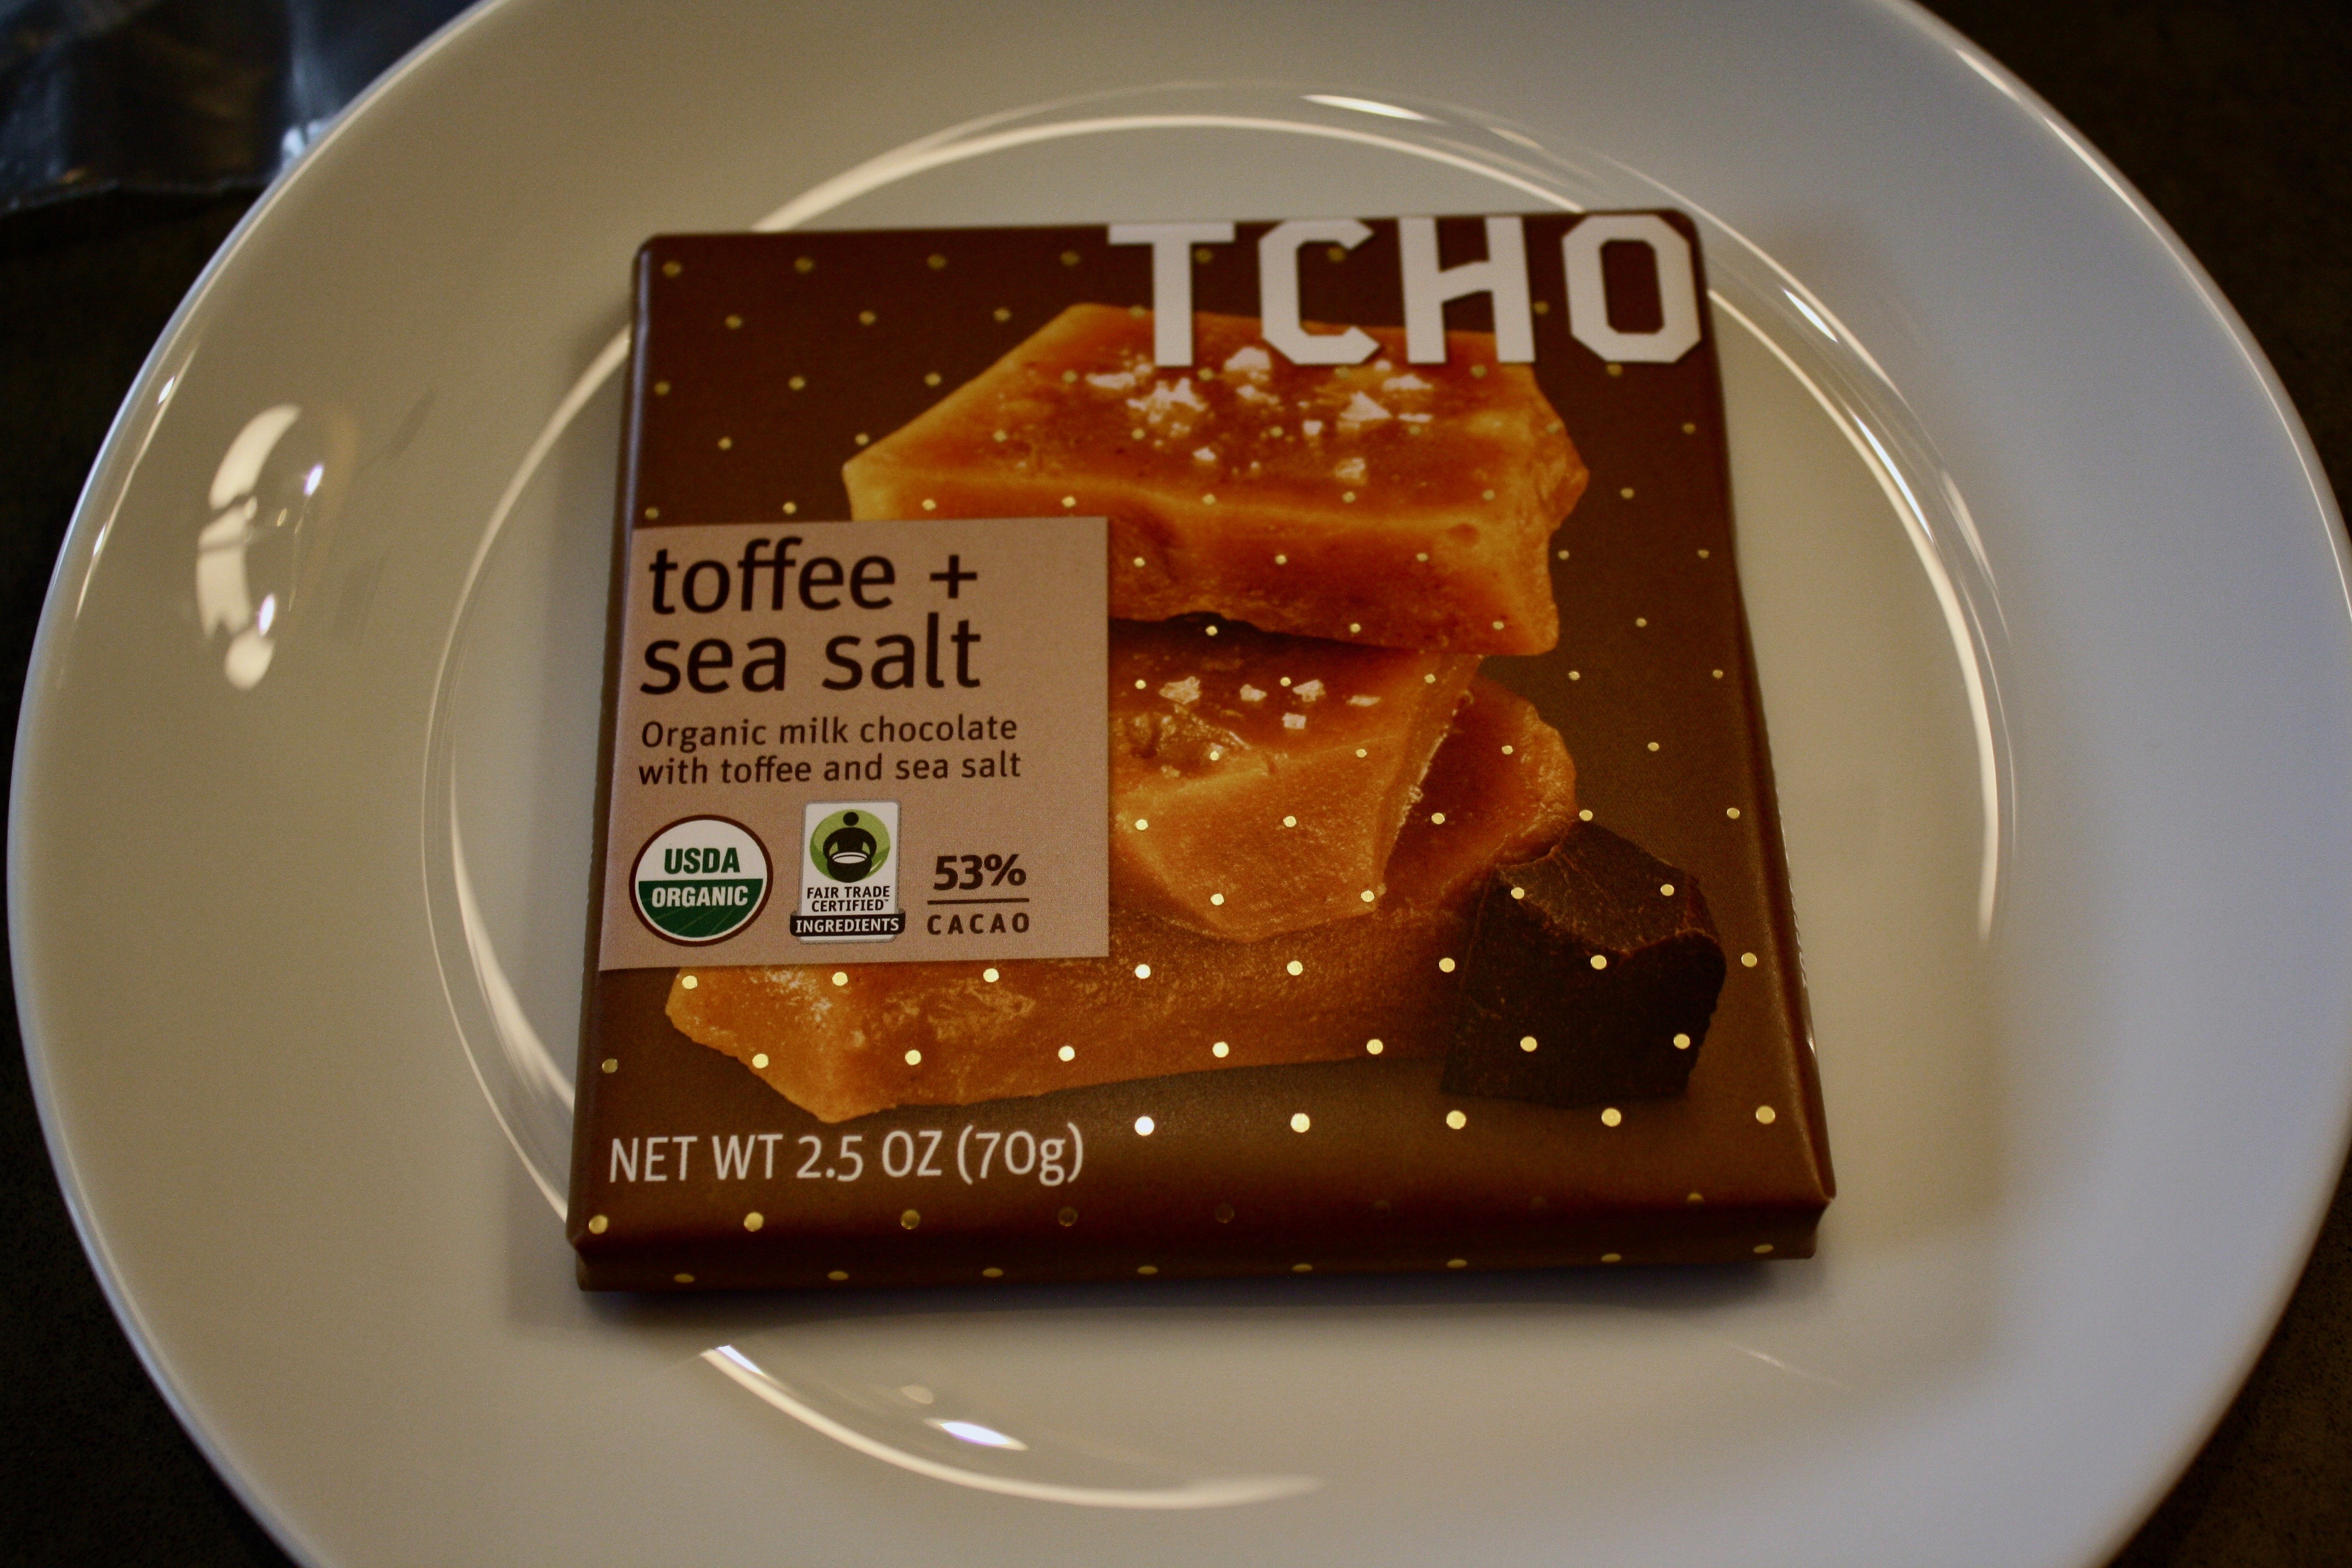 TCHO
toffee +
sea salt
Organic milk chocolate
with toffee and sea salt
USDA
ORGANIC
FAIR TRADE
CERTIFIED™
INGREDIENTS
53%
CACAO
NET WT 2.5 OZ (70g)